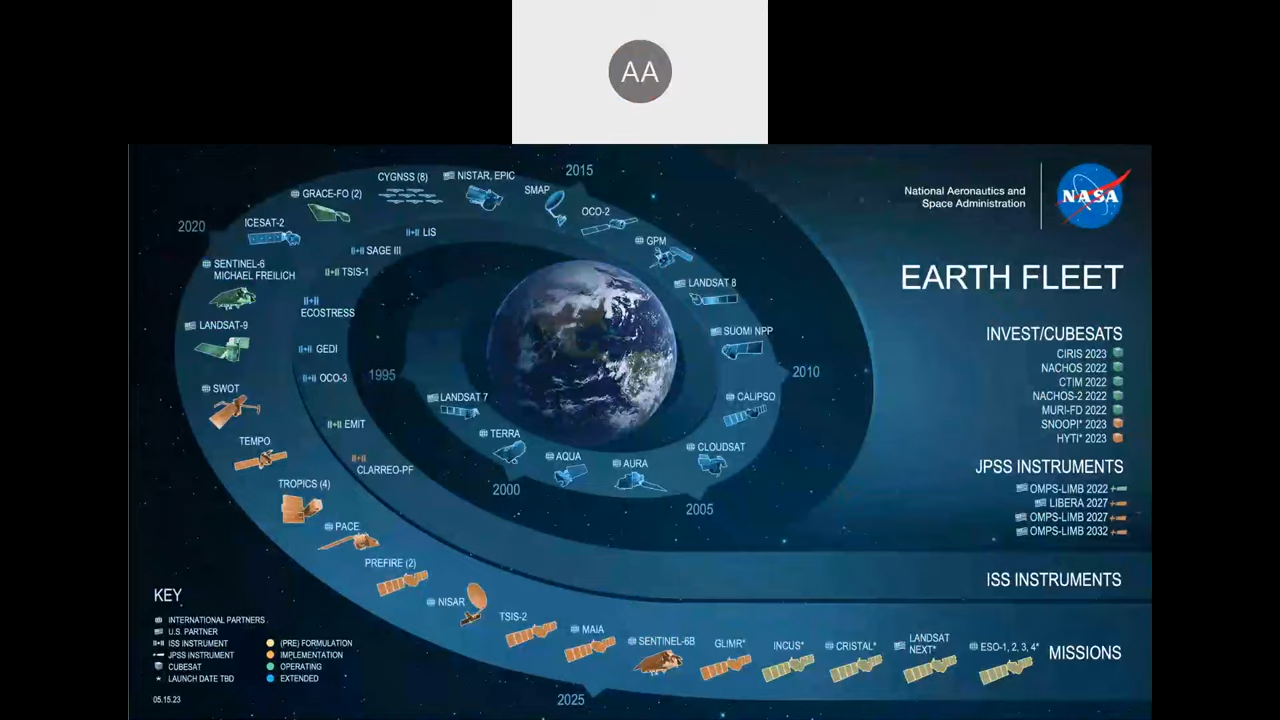 AA
National Aeronautics and
Space Administration
NASA
EARTH FLEET
2015
CYGNSS (8)
NISTAR, EPIC
SMAP
GRACE-FO (2)
OCO-2
2020
ICESAT-2
LIS
GPM
SAGE III
SENTINEL-6
MICHAEL FREILICH
TSIS-1
LANDSAT 8
ECOSTRESS
LANDSAT-9
SUOMI NPP
GEDI
1995
2010
OCO-3
SWOT
LANDSAT 7
CALIPSO
EMIT
TERRA
TEMPO
AQUA
AURA
CLOUDSAT
CLARREO-PF
2000
2005
TROPICS (4)
PACE
PREFIRE (2)
NISAR
TSIS-2
MAIA
SENTINEL-6B
GLIMR*
INCUS*
CRISTAL*
LANDSAT
NEXT*
ESO-1, 2, 3, 4*
MISSIONS
2025
INVEST/CUBESATS
CIRIS 2023
NACHOS 2022
CTIM 2022
NACHOS-2 2022
MURI-FD 2022
SNOOPI* 2023
HYTI* 2023
JPSS INSTRUMENTS
OMPS-LIMB 2022
LIBERA 2027
OMPS-LIMB 2027
OMPS-LIMB 2032
ISS INSTRUMENTS
KEY
INTERNATIONAL PARTNERS
U.S. PARTNER
ISS INSTRUMENT
JPSS INSTRUMENT
CUBESAT
* LAUNCH DATE TBD
(PRE) FORMULATION
IMPLEMENTATION
OPERATING
EXTENDED
05.15.23